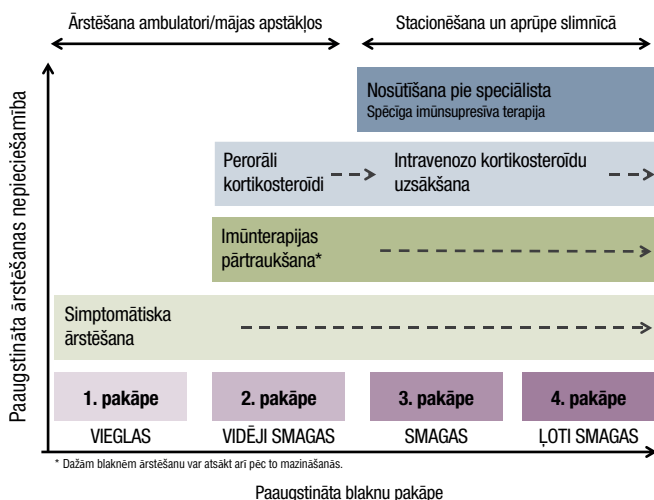 Ārstēšana ambulatori/mājas apstākļos
Stacionēšana un aprūpe slimnīcā
Paaugstināta ārstēšanas nepieciešamība
Nosūtīšana pie speciālista
Spēcīga imūnsupresīva terapija
Perorāli
kortikosteroīdi
Intravenozo kortikosteroīdu
uzsākšana
Imūnterapijas
pārtraukšana*
Simptomātiska
ārstēšana
1. pakāpe
2. pakāpe
3. pakāpe
4. pakāpe
VIEGLAS
VIDĒJI SMAGAS
SMAGAS
ĻOTI SMAGAS
* Dažām blaknēm ārstēšanu var atsākt arī pēc to mazināšanās.
Paaugstināta blakņu pakāpe